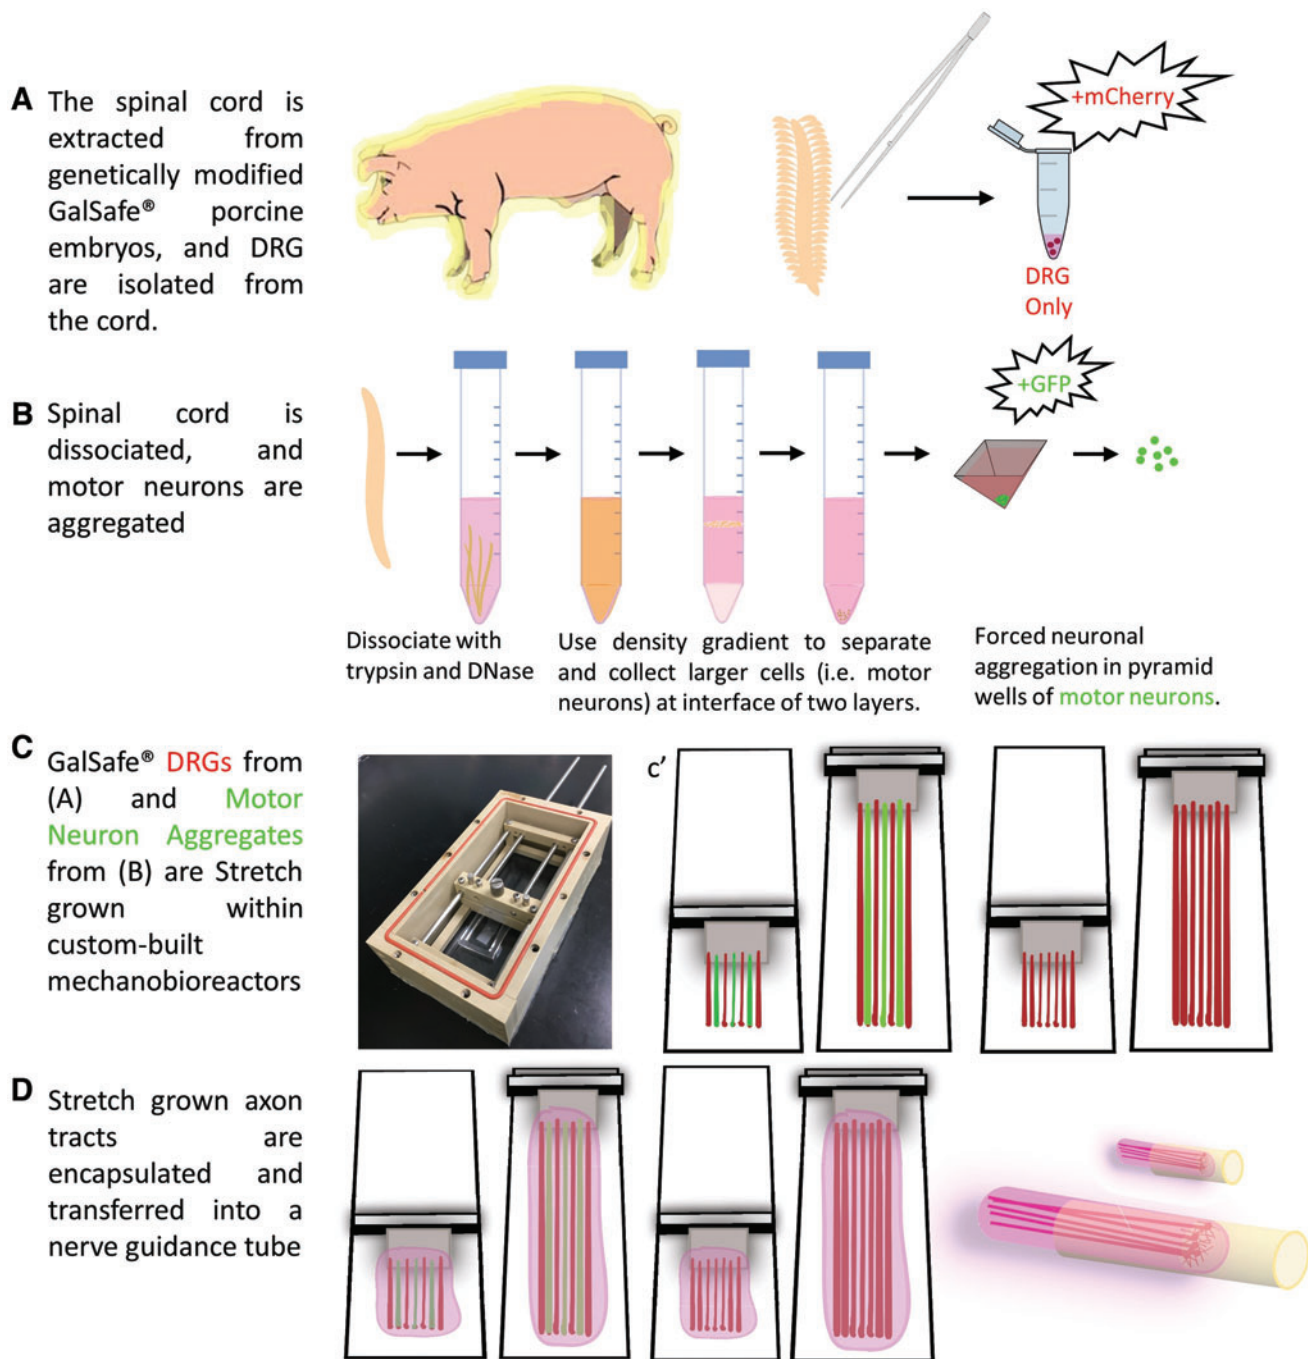 A The spinal cord is
extracted from
genetically modified
GalSafe® porcine
embryos, and DRG
are isolated from
the cord.
+mCherry
DRG
Only
B Spinal cord is
dissociated, and
motor neurons are
aggregated
+GFP
Dissociate with
trypsin and DNase
Use density gradient to separate
and collect larger cells (i.e. motor
neurons) at interface of two layers.
Forced neuronal
aggregation in pyramid
wells of motor neurons.
C GalSafe® DRGs from
(A) and Motor
Neuron Aggregates
from (B) are Stretch
grown within
custom-built
mechanobioreactors
c’
D Stretch grown axon
tracts are
encapsulated and
transferred into a
nerve guidance tube